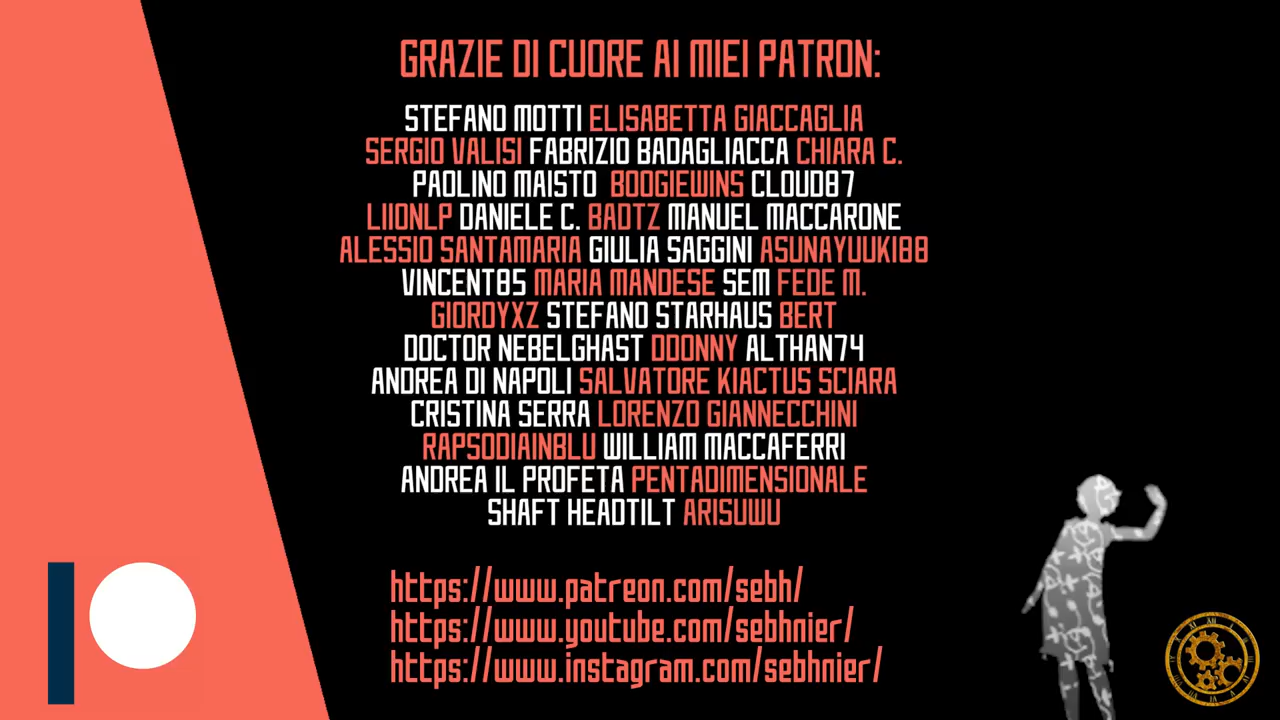 GRAZIE DI CUORE AI MIEI PATRON:
STEFANO MOTTI ELISABETTA GIACCAGLIA
SERGIO VALISI FABRIZIO BADAGLIACCA CHIARA C.
PAOLINO MAISTO BOOGIEWINS CLOUD87
LIIONLP DANIELE C. BADTZ MANUEL MACCARONE
ALESSIO SANTAMARIA GIULIA SAGGINI ASUNAYUUKI88
VINCENT85 MARIA MANDESE SEM FEDE M.
GIORDYXZ STEFANO STARHAUS BERT
DOCTOR NEBELGHAST DDONNY ALTHAN74
ANDREA DI NAPOLI SALVATORE KIACTUS SCIARA
CRISTINA SERRA LORENZO GIANNECCHINI
RAPSODIAINBLU WILLIAM MACCAFERRI
ANDREA IL PROFETA PENTADIMENSIONALE
SHAFT HEADTILT ARISUWU
https://www.patreon.com/sebh/
https://www.youtube.com/sebhnier/
https://www.instagram.com/sebhnier/